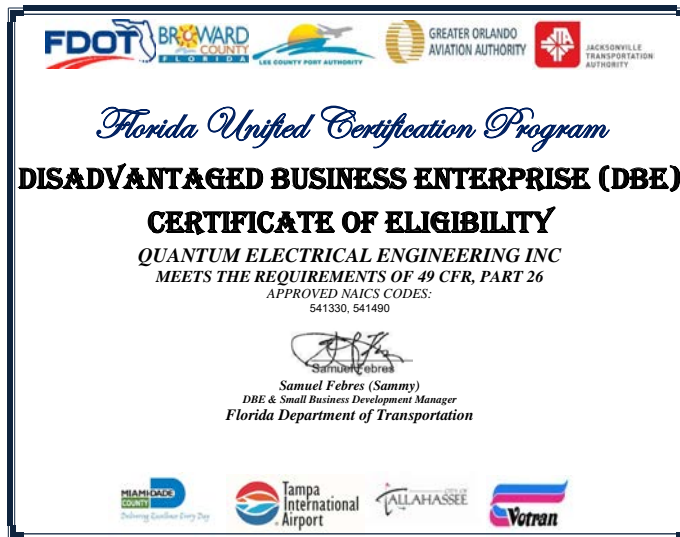 FDOT
BROWARD
COUNTY
FLORIDA
LEE COUNTY PORT AUTHORITY
GREATER ORLANDO
AVIATION AUTHORITY
JTA
JACKSONVILLE
TRANSPORTATION
AUTHORITY
Florida Unified Certification Program
DISADVANTAGED BUSINESS ENTERPRISE (DBE)
CERTIFICATE OF ELIGIBILITY
QUANTUM ELECTRICAL ENGINEERING INC
MEETS THE REQUIREMENTS OF 49 CFR, PART 26
APPROVED NAICS CODES:
541330, 541490
Samuel Febres
Samuel Febres (Sammy)
DBE & Small Business Development Manager
Florida Department of Transportation
MIAMI-DADE
COUNTY
Delivering Excellence Every Day
Tampa
International
Airport
CITY OF
TALLAHASSEE
Votran